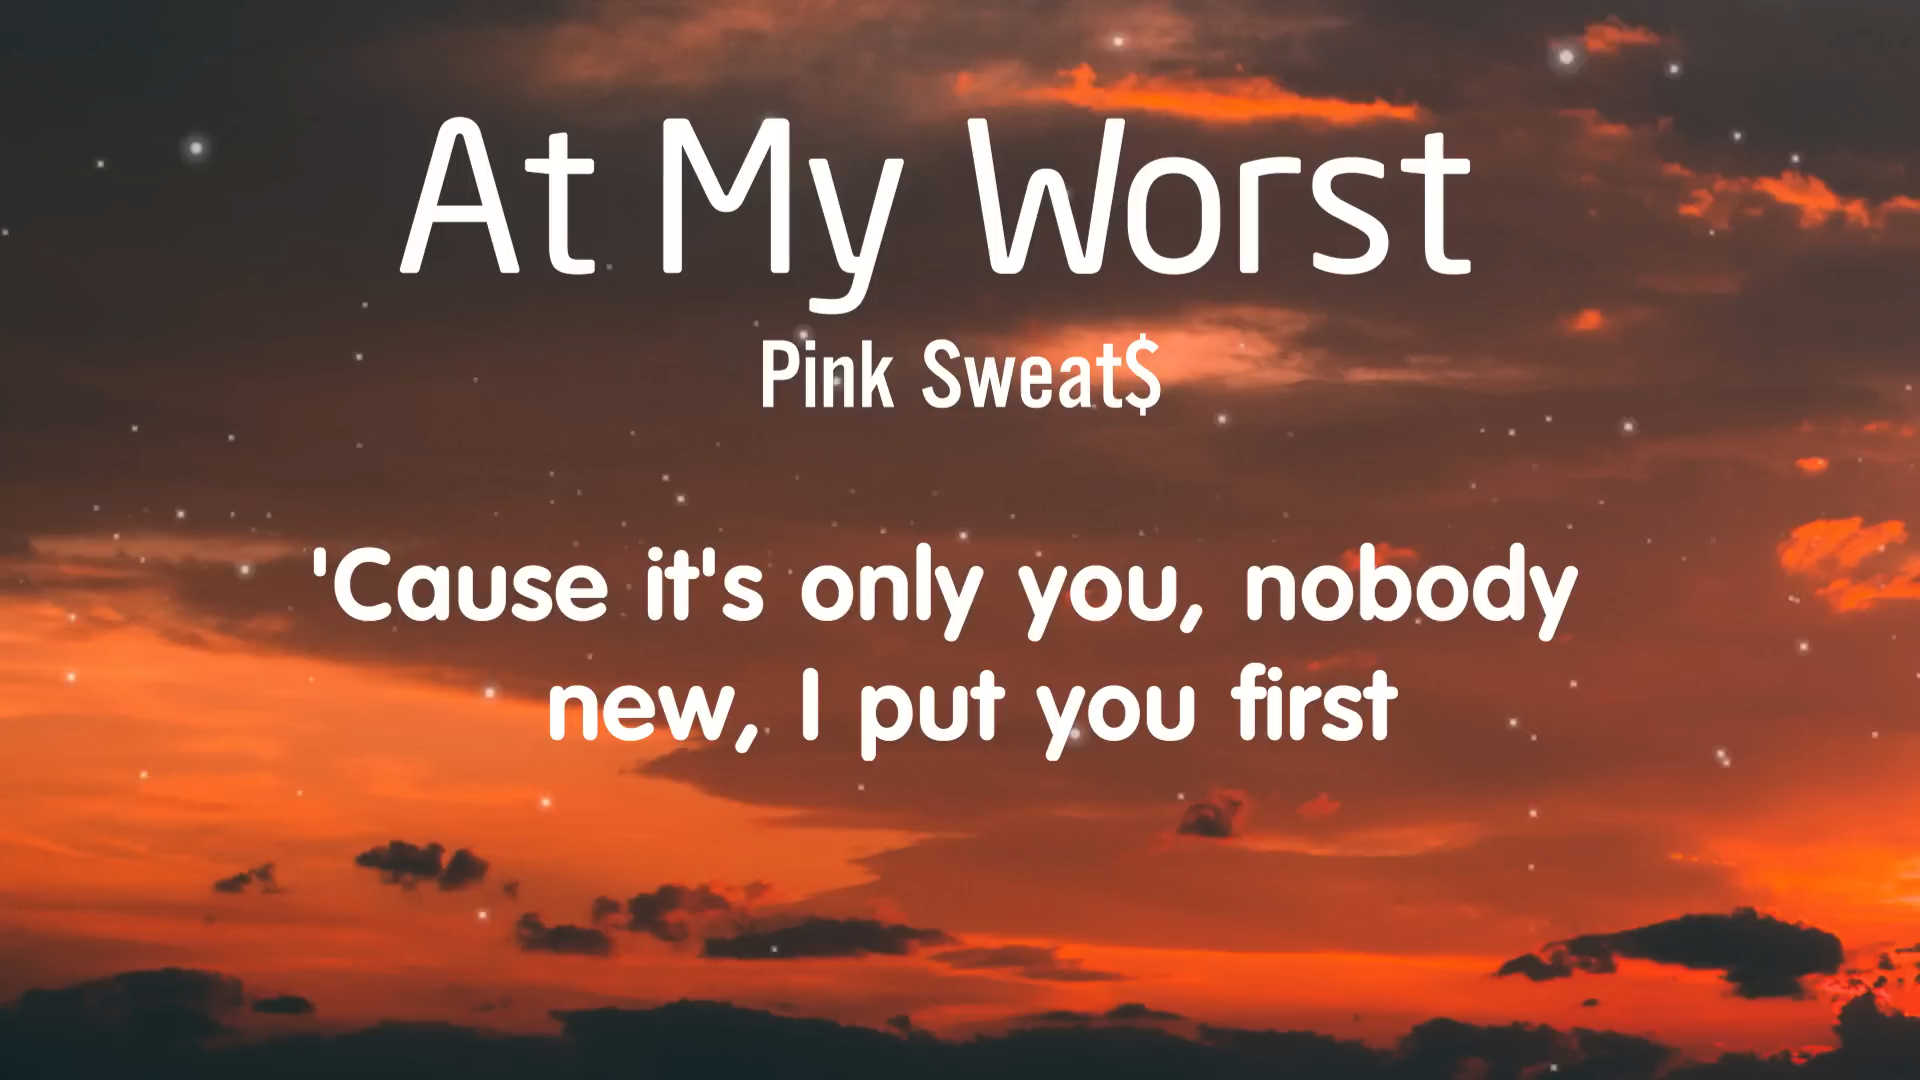 At My Worst
Pink Sweat$
'Cause it's only you, nobody
new, I put you first